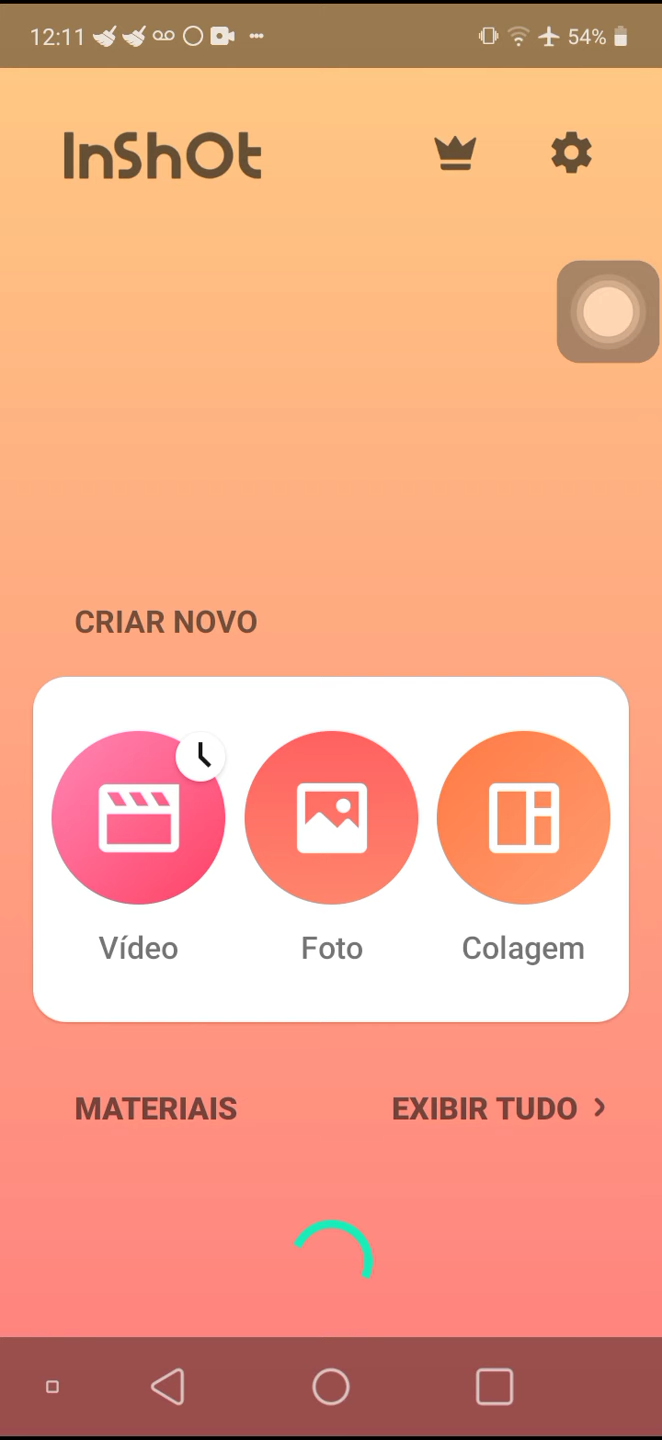 12:11
54%
InShOt
CRIAR NOVO
Vídeo
Foto
Colagem
MATERIAIS
EXIBIR TUDO